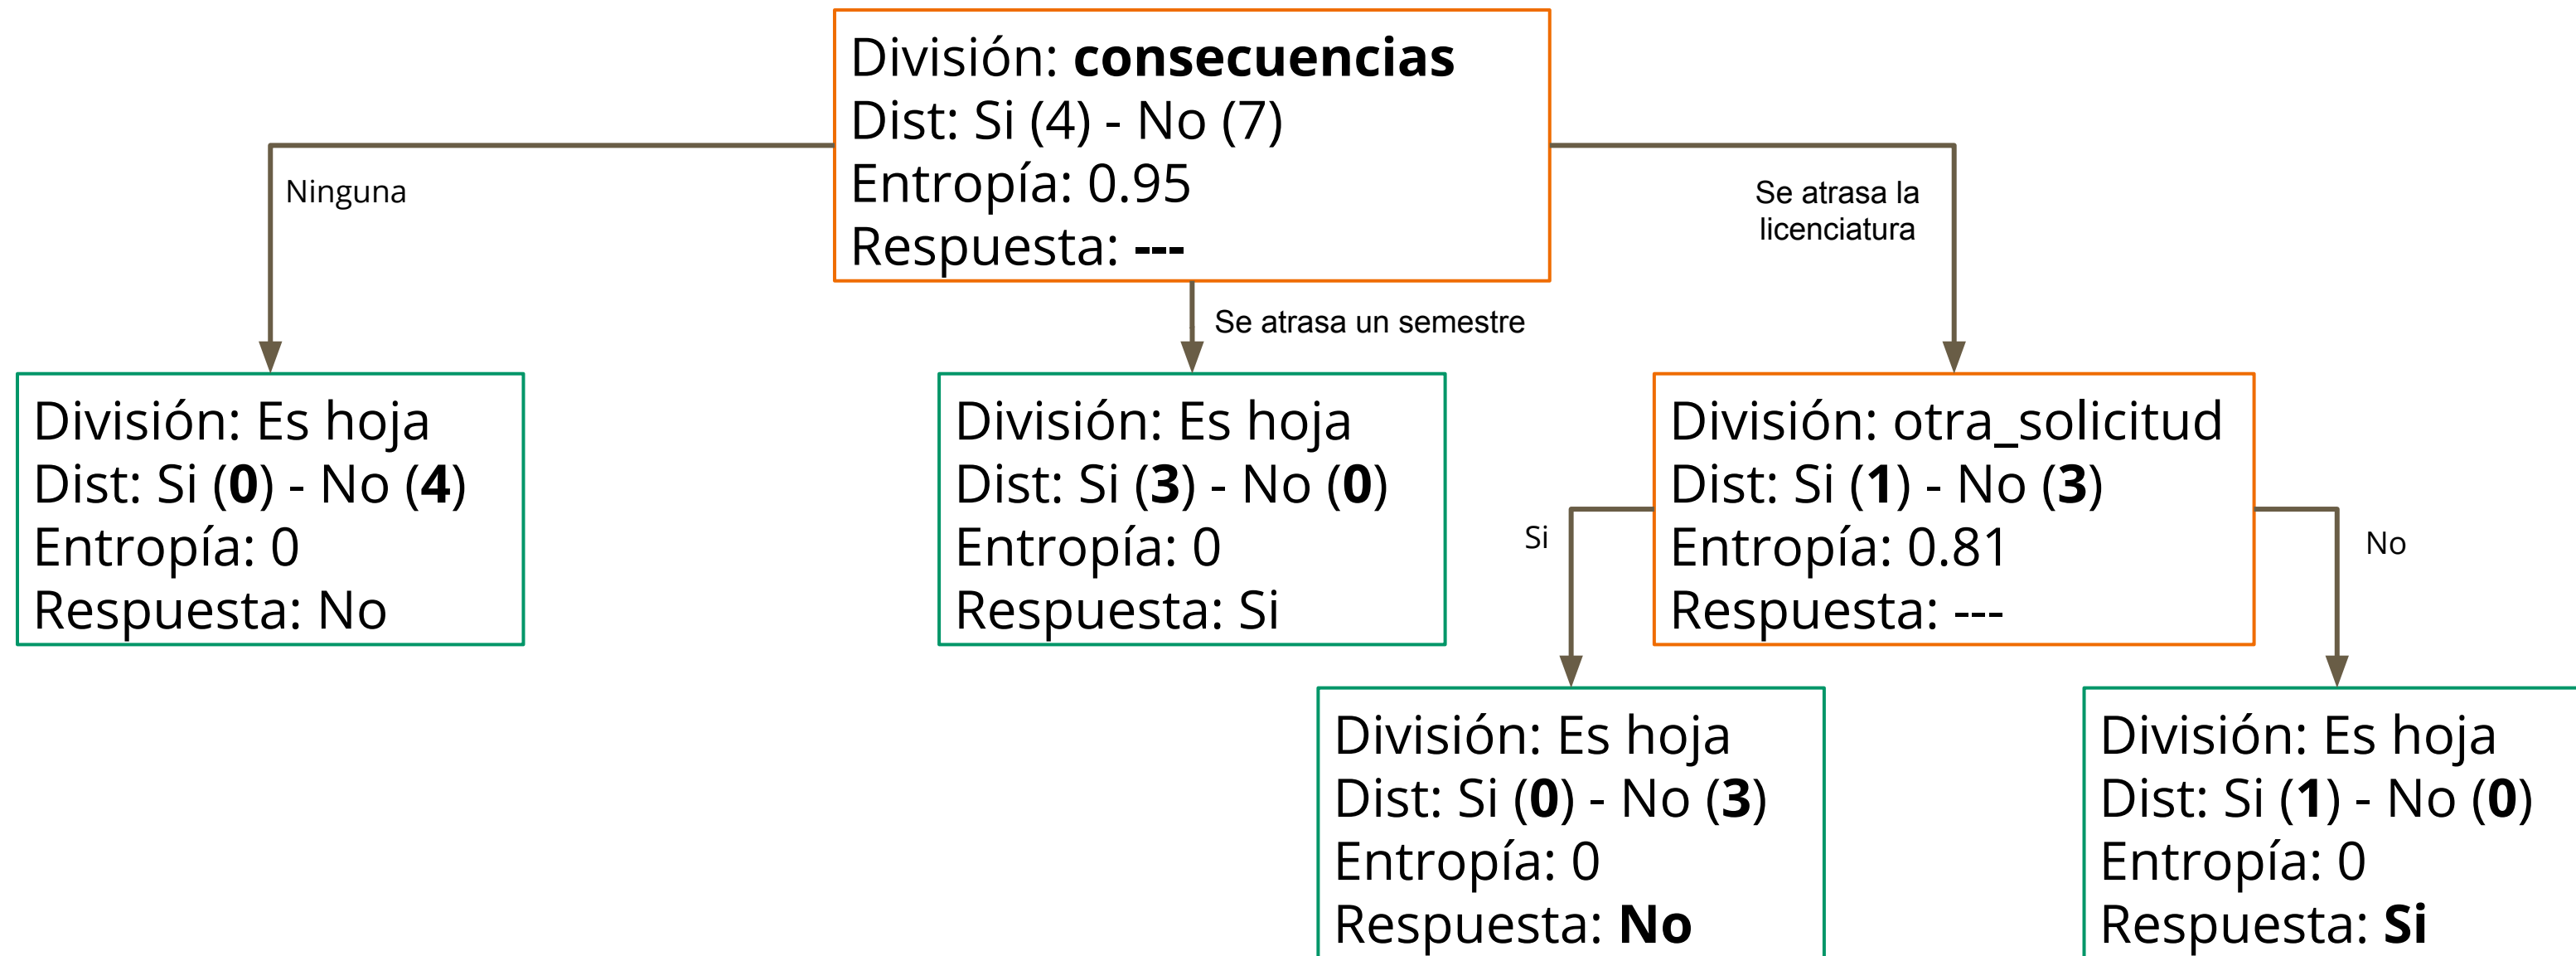 División: consecuencias
Dist: Si (4) - No (7)
Entropía: 0.95
Respuesta: ---
Ninguna
Se atrasa un semestre
Se atrasa la
licenciatura
División: Es hoja
Dist: Si (0) - No (4)
Entropía: 0
Respuesta: No
División: Es hoja
Dist: Si (3) - No (0)
Entropía: 0
Respuesta: Si
División: otra_solicitud
Dist: Si (1) - No (3)
Entropía: 0.81
Respuesta: ---
Si
No
División: Es hoja
Dist: Si (0) - No (3)
Entropía: 0
Respuesta: No
División: Es hoja
Dist: Si (1) - No (0)
Entropía: 0
Respuesta: Si